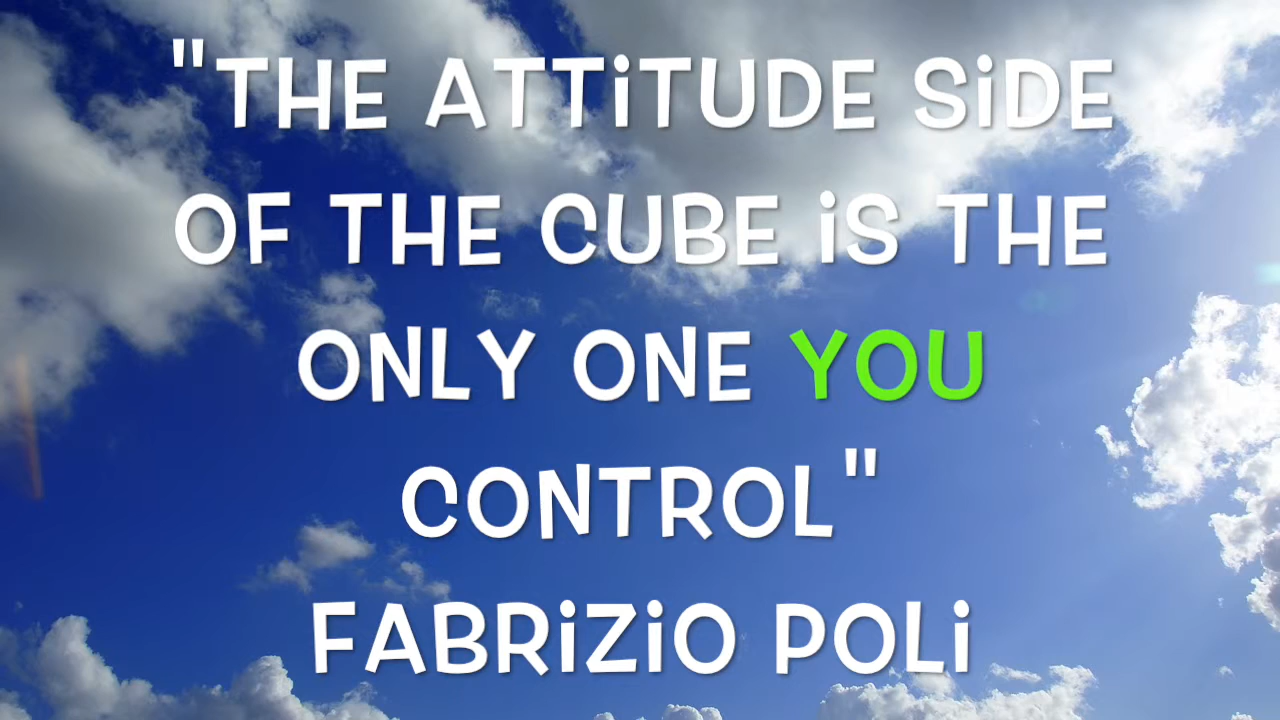 "THE ATTiTUDE SiDE
OF THE CUBE iS THE
ONLY ONE YOU
CONTROL"
FABRiZiO POLi